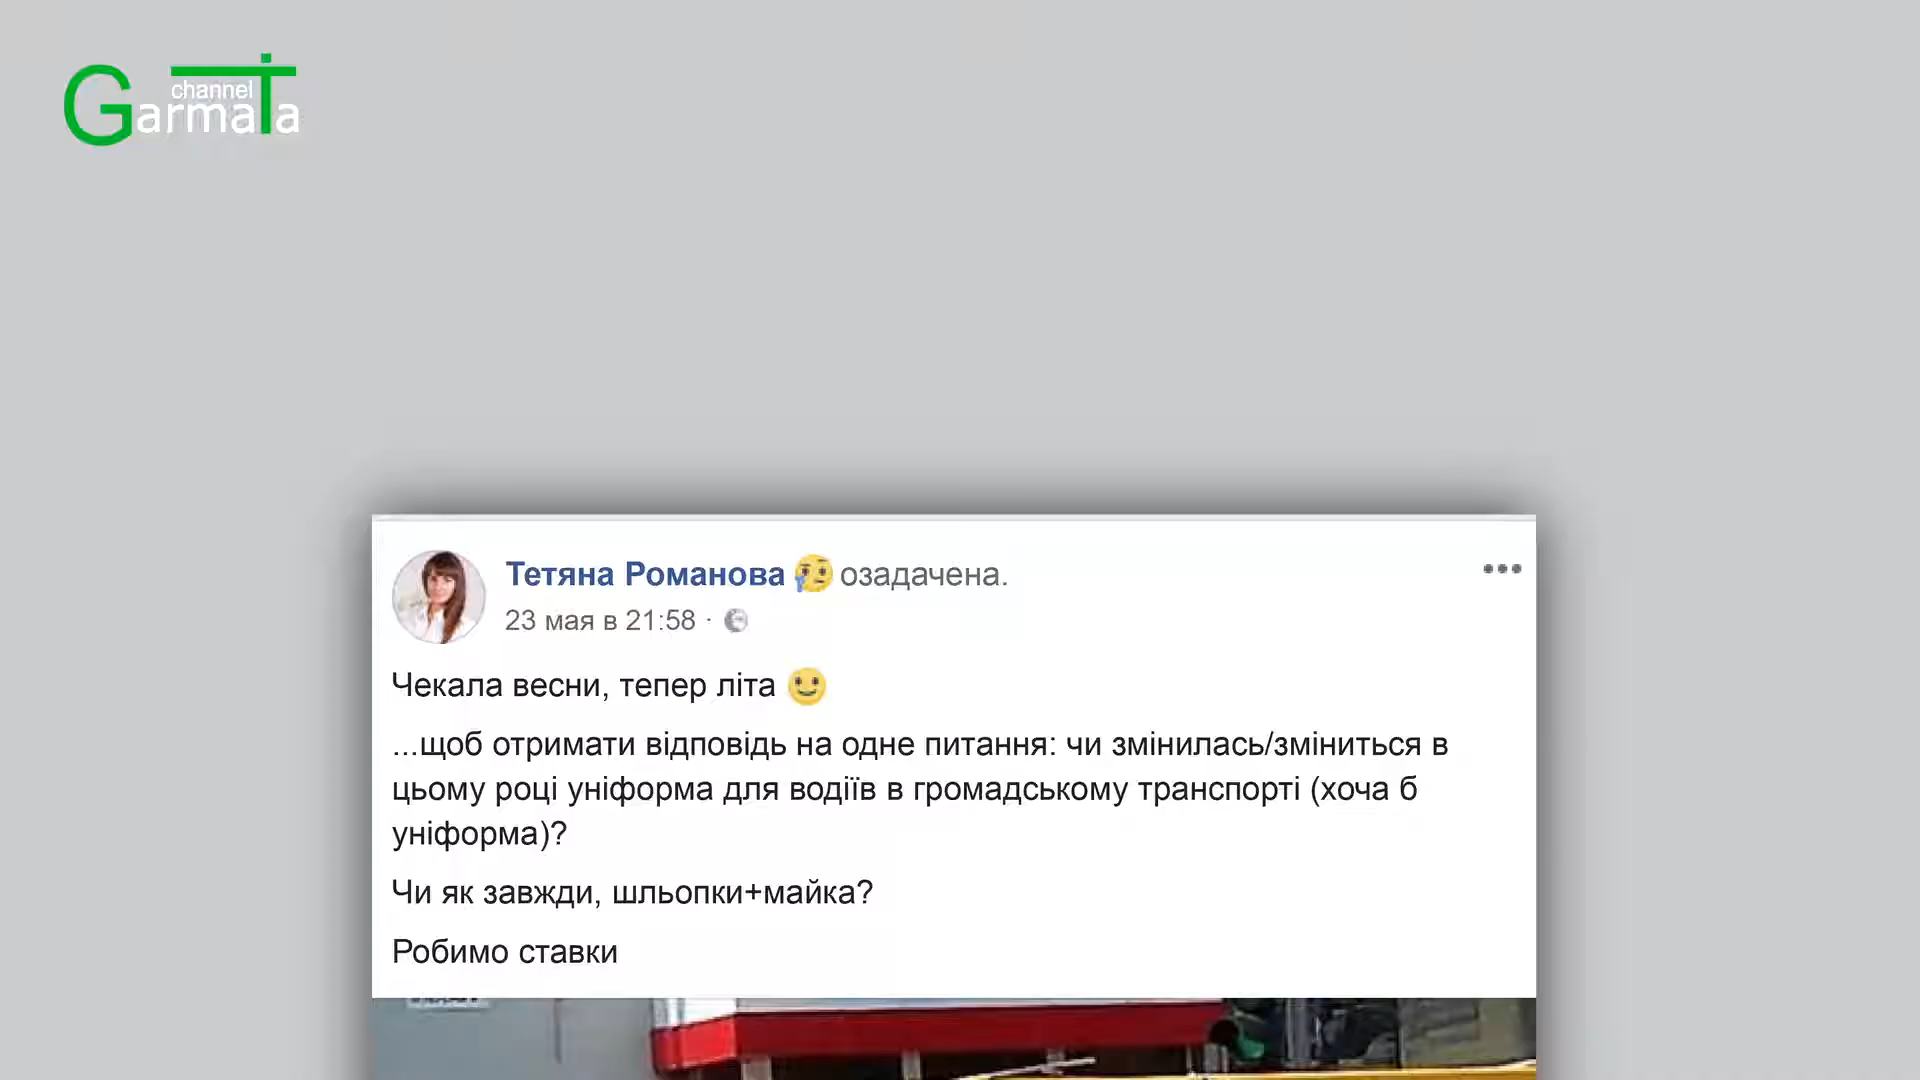 channel
Garmata
Тетяна Романова озадачена.
23 мая в 21:58 ·
Чекала весни, тепер літа
...щоб отримати відповідь на одне питання: чи змінилась/зміниться в
цьому році уніформа для водіїв в громадському транспорті (хоча б
уніформа)?
Чи як завжди, шльопки+майка?
Робимо ставки